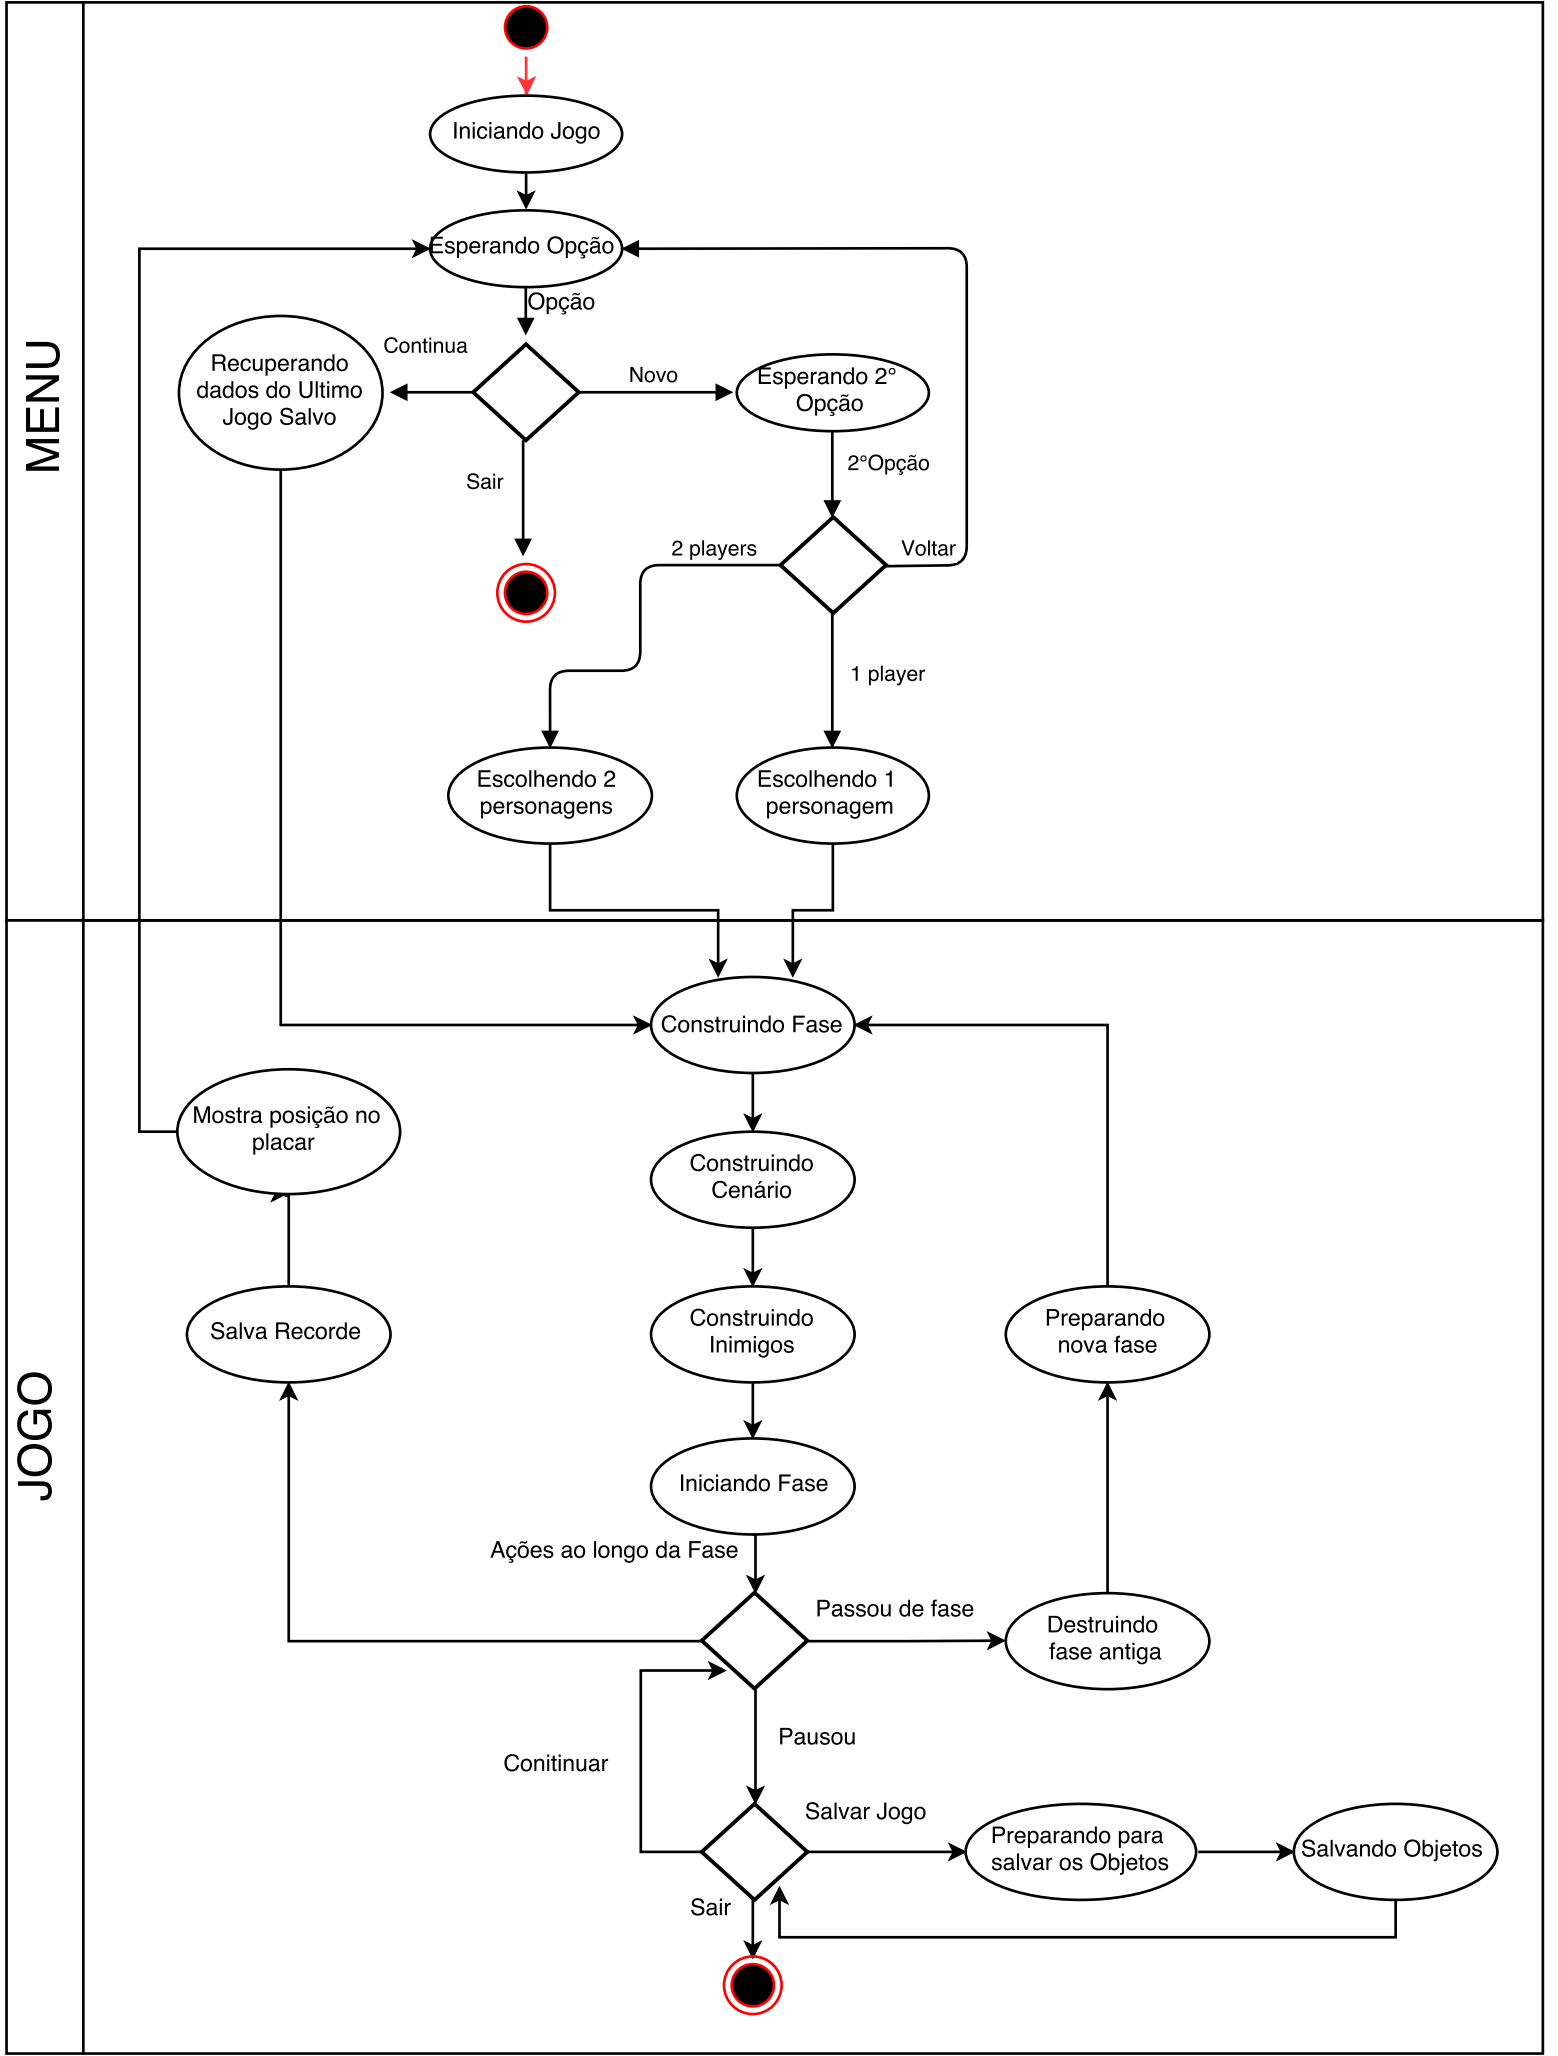 MENU
Iniciando Jogo
Esperando Opção
Opção
Continua
Recuperando
dados do Ultimo
Jogo Salvo
Novo
Esperando 2°
Opção
Sair
2°Opção
2 players
Voltar
1 player
Escolhendo 2
personagens
Escolhendo 1
personagem
JOGO
Construindo Fase
Mostra posição no
placar
Construindo
Cenário
Salva Recorde
Construindo
Inimigos
Preparando
nova fase
Iniciando Fase
Ações ao longo da Fase
Passou de fase
Destruindo
fase antiga
Pausou
Conitinuar
Salvar Jogo
Preparando para
salvar os Objetos
Salvando Objetos
Sair